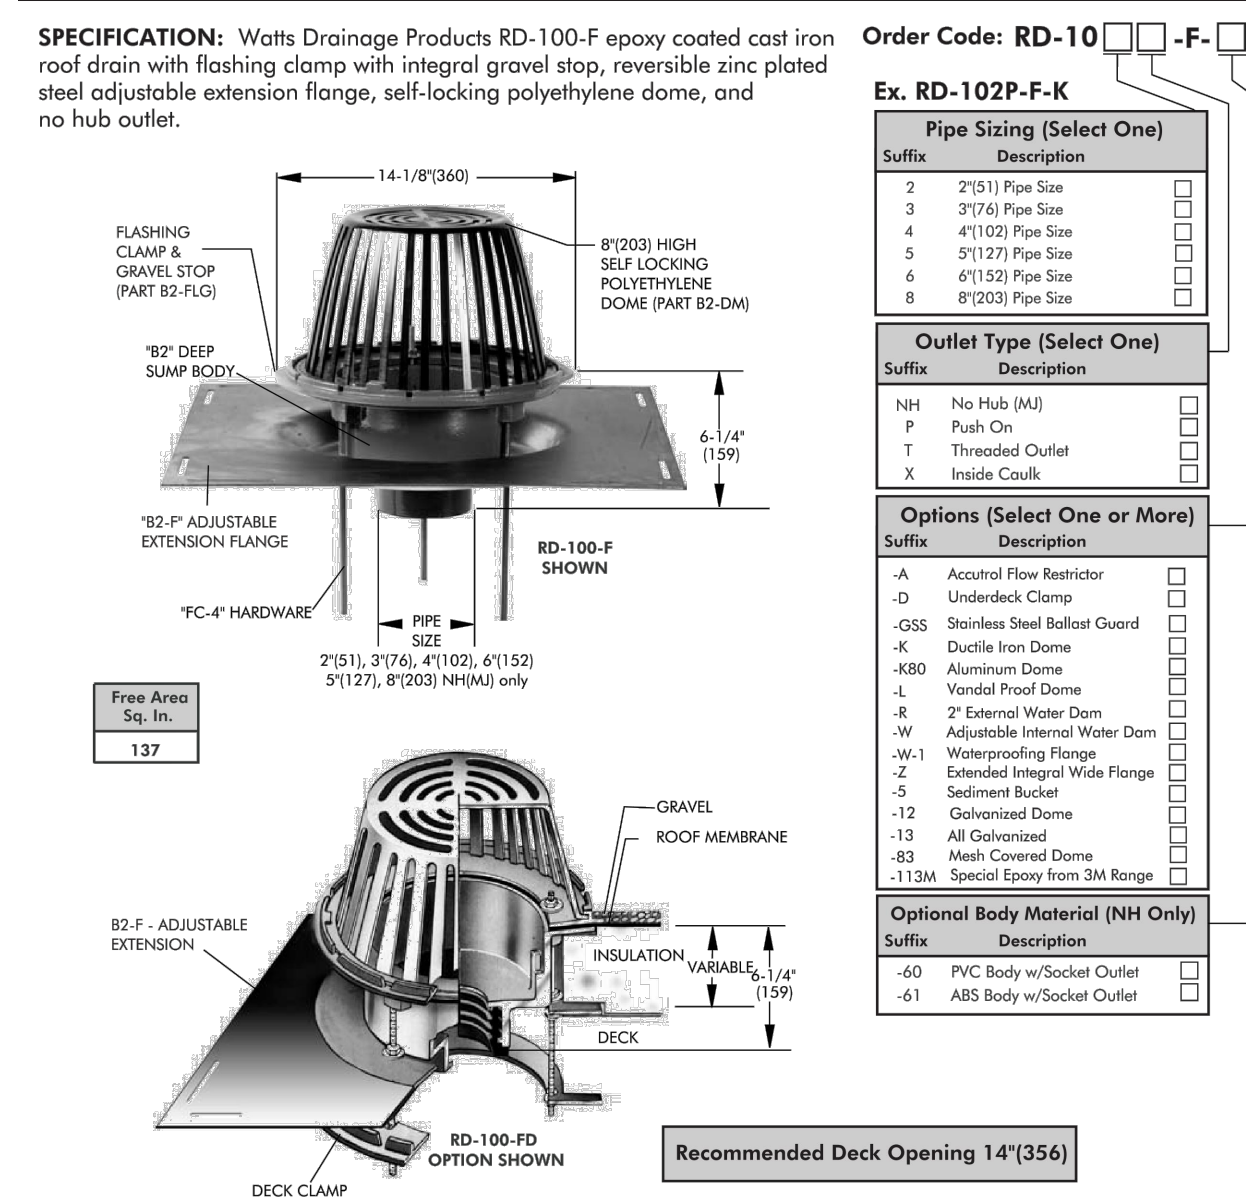 SPECIFICATION: Watts Drainage Products RD-100-F epoxy coated cast iron
roof drain with flashing clamp with integral gravel stop, reversible zinc plated
steel adjustable extension flange, self-locking polyethylene dome, and
no hub outlet.
14-1/8"(360)
FLASHING
CLAMP &
GRAVEL STOP
(PART B2-FLG)
8"(203) HIGH
SELF LOCKING
POLYETHYLENE
DOME (PART B2-DM)
"B2" DEEP
SUMP BODY
6-1/4"
(159)
"B2-F" ADJUSTABLE
EXTENSION FLANGE
RD-100-F
SHOWN
"FC-4" HARDWARE
PIPE
SIZE
2"(51), 3"(76), 4"(102), 6"(152)
5"(127), 8"(203) NH(MJ) only
Free Area
Sq. In.
137
GRAVEL
ROOF MEMBRANE
B2-F - ADJUSTABLE
EXTENSION
INSULATION
VARIABLE
6-1/4"
(159)
DECK
RD-100-FD
OPTION SHOWN
DECK CLAMP
Recommended Deck Opening 14"(356)
Order Code: RD-10 -F-
Ex. RD-102P-F-K
Pipe Sizing (Select One)
Suffix Description
2 2"(51) Pipe Size
3 3"(76) Pipe Size
4 4"(102) Pipe Size
5 5"(127) Pipe Size
6 6"(152) Pipe Size
8 8"(203) Pipe Size
Outlet Type (Select One)
Suffix Description
NH No Hub (MJ)
P Push On
T Threaded Outlet
X Inside Caulk
Options (Select One or More)
Suffix Description
-A Accutrol Flow Restrictor
-D Underdeck Clamp
-GSS Stainless Steel Ballast Guard
-K Ductile Iron Dome
-K80 Aluminum Dome
-L Vandal Proof Dome
-R 2" External Water Dam
-W Adjustable Internal Water Dam
-W-1 Waterproofing Flange
-Z Extended Integral Wide Flange
-5 Sediment Bucket
-12 Galvanized Dome
-13 All Galvanized
-83 Mesh Covered Dome
-113M Special Epoxy from 3M Range
Optional Body Material (NH Only)
Suffix Description
-60 PVC Body w/Socket Outlet
-61 ABS Body w/Socket Outlet